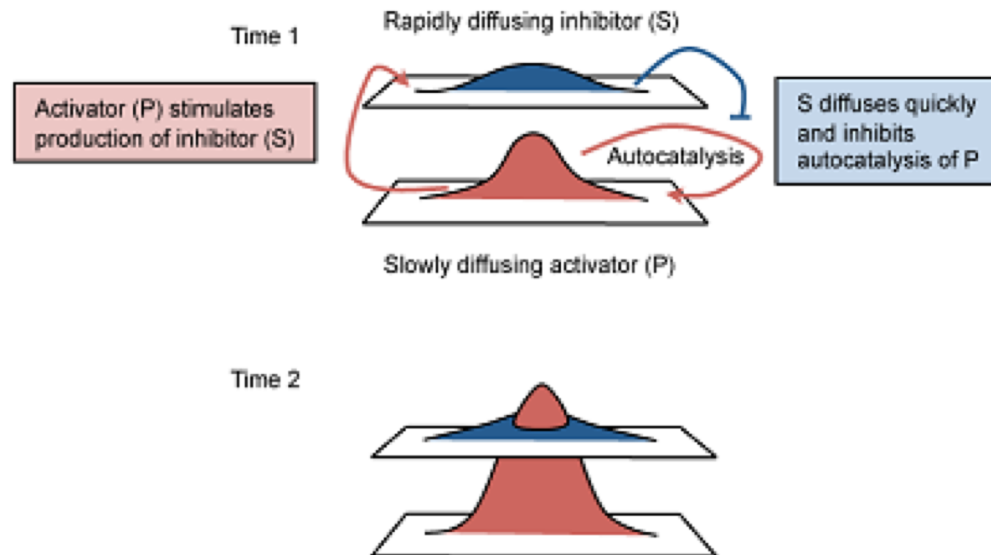 Time 1
Rapidly diffusing inhibitor (S)
Activator (P) stimulates
production of inhibitor (S)
Autocatalysis
S diffuses quickly
and inhibits
autocatalysis of P
Slowly diffusing activator (P)
Time 2